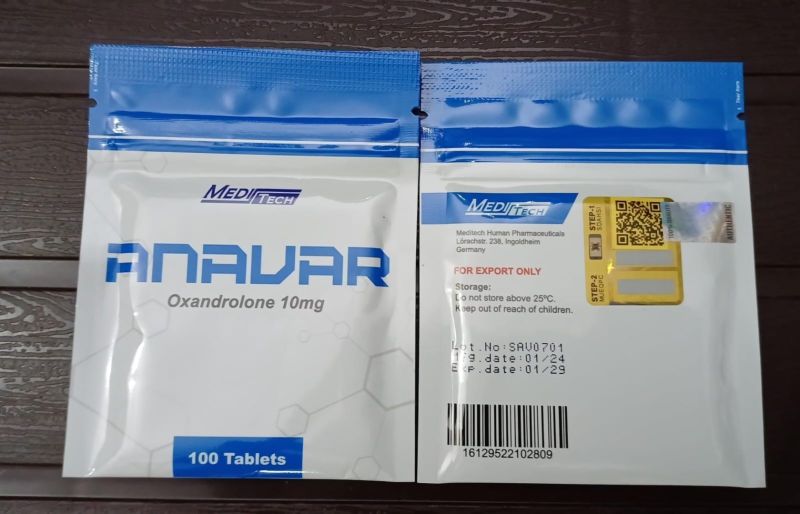 MEDITECH
ANAVAR
Oxandrolone 10mg
100 Tablets
MEDITECH
Meditech Human Pharmaceuticals
Lörachstr. 238, Ingoldheim
Germany
FOR EXPORT ONLY
Storage:
Do not store above 25ºC.
Keep out of reach of children.
Lot.No:SAV0701
Mfg.date:01/24
Exp.date:01/29
16129522102809
STEP-1
STEP-2
AUTHENTIC